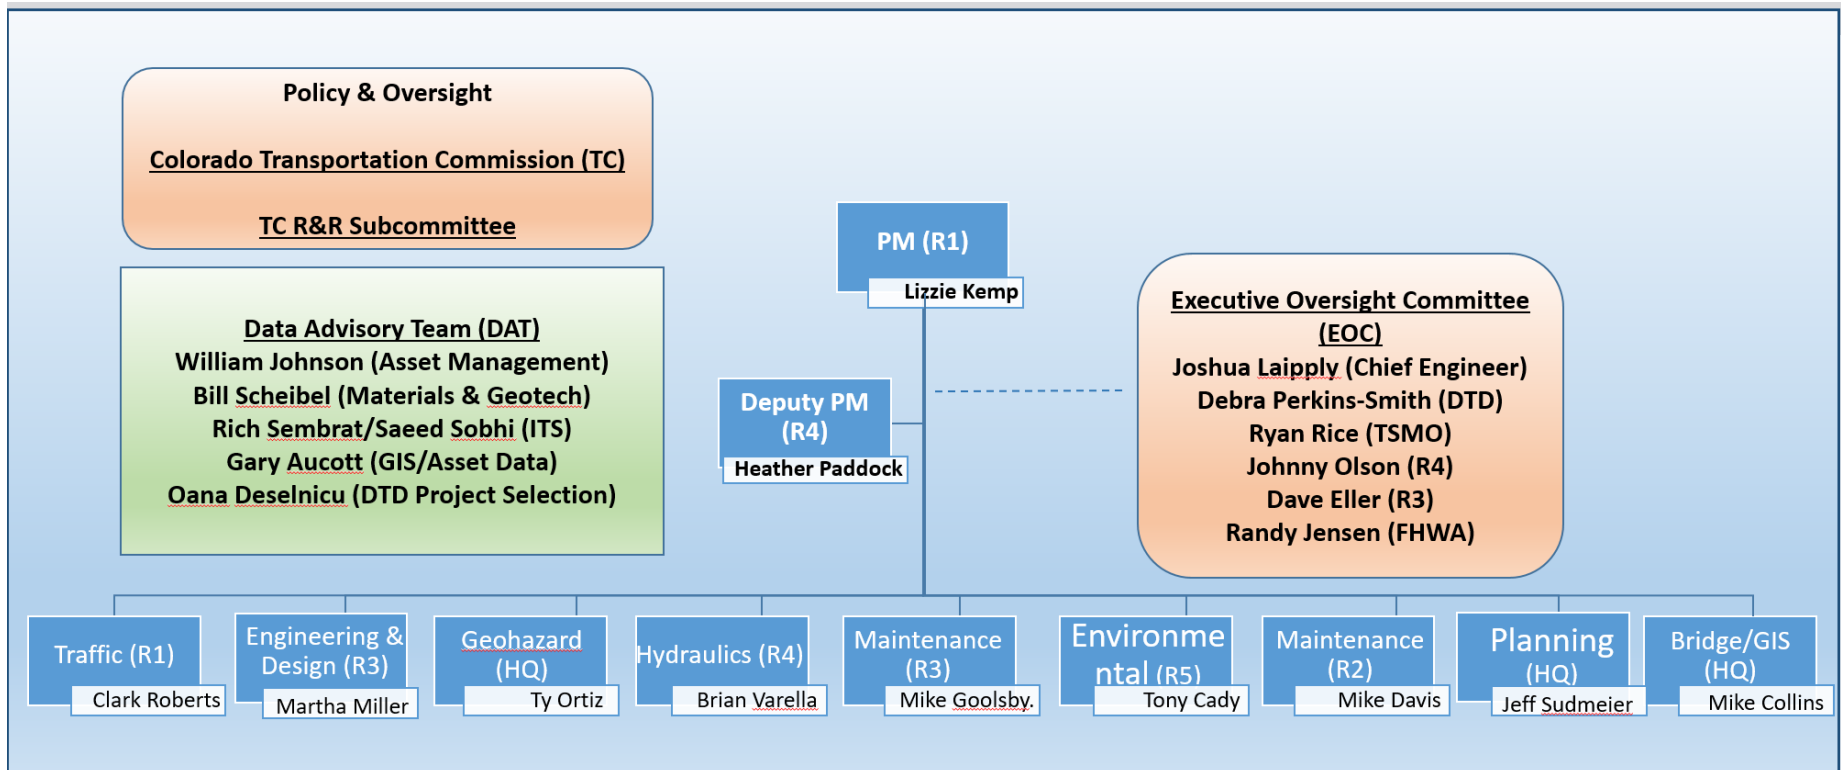 Policy & Oversight
Colorado Transportation Commission (TC)
TC R&R Subcommittee
Data Advisory Team (DAT)
William Johnson (Asset Management)
Bill Scheibel (Materials & Geotech)
Rich Sembrat/Saeed Sobhi (ITS)
Gary Aucott (GIS/Asset Data)
Oana Deselnicu (DTD Project Selection)
PM (R1)
Lizzie Kemp
Deputy PM
(R4)
Heather Paddock
Executive Oversight Committee
(EOC)
Joshua Laipply (Chief Engineer)
Debra Perkins-Smith (DTD)
Ryan Rice (TSMO)
Johnny Olson (R4)
Dave Eller (R3)
Randy Jensen (FHWA)
Traffic (R1)
Clark Roberts
Engineering &
Design (R3)
Martha Miller
Geohazard
(HQ)
Ty Ortiz
Hydraulics (R4)
Brian Varella
Maintenance
(R3)
Mike Goolsby.
Environme
ntal (R5)
Tony Cady
Maintenance
(R2)
Mike Davis
Planning
(HQ)
Jeff Sudmeier
Bridge/GIS
(HQ)
Mike Collins